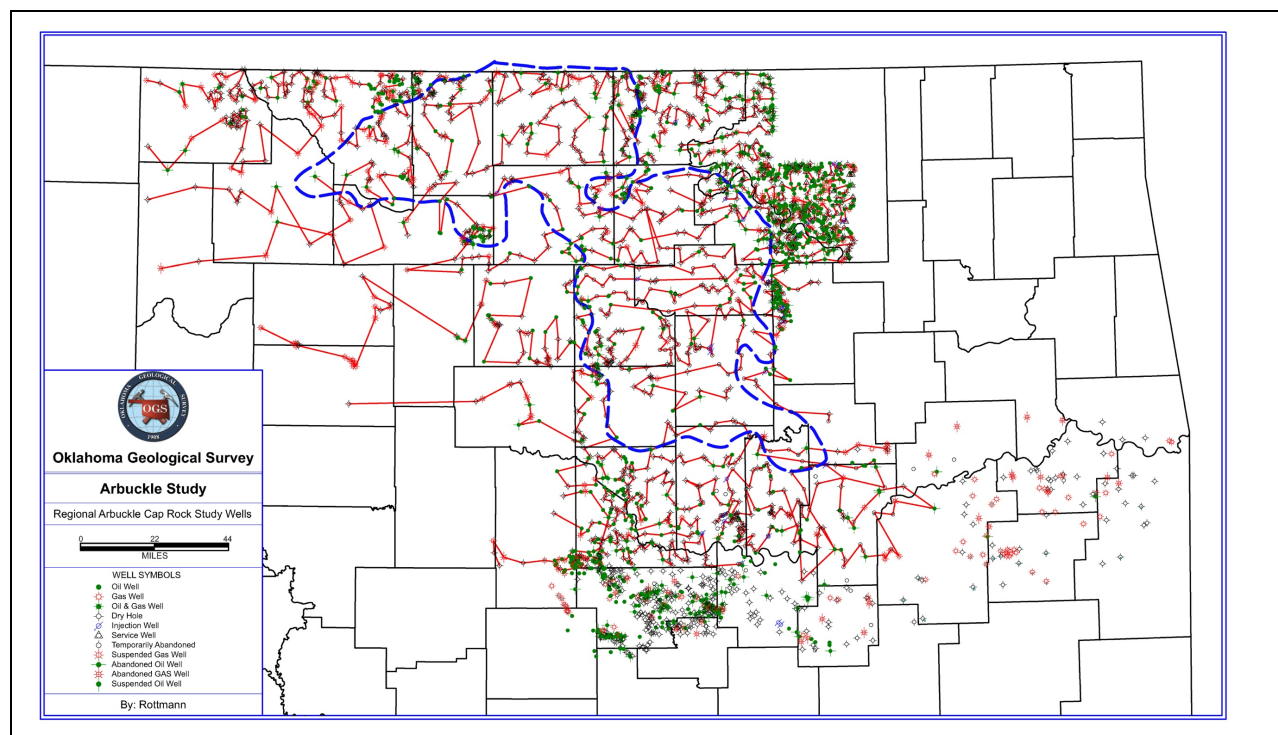 OKLAHOMA GEOLOGICAL SURVEY
OGS
1908
Oklahoma Geological Survey
Arbuckle Study
Regional Arbuckle Cap Rock Study Wells
0 22 44
MILES
WELL SYMBOLS
Oil Well
Gas Well
Oil & Gas Well
Dry Hole
Injection Well
Service Well
Temporarily Abandoned
Suspended Gas Well
Abandoned Oil Well
Abandoned GAS Well
Suspended Oil Well
By: Rottmann